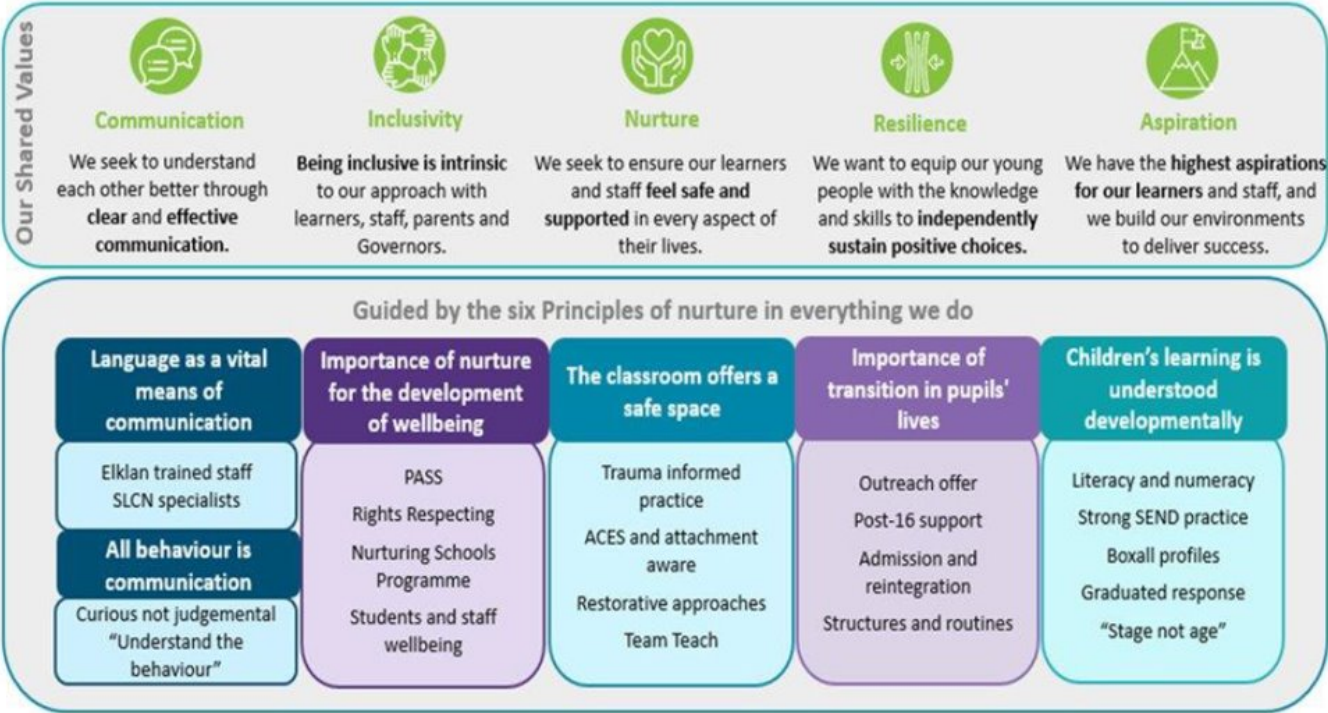 Our Shared Values
Communication
We seek to understand
each other better through
clear and effective
communication.
Inclusivity
Being inclusive is intrinsic
to our approach with
learners, staff, parents and
Governors.
Nurture
We seek to ensure our learners
and staff feel safe and
supported in every aspect of
their lives.
Resilience
We want to equip our young
people with the knowledge
and skills to independently
sustain positive choices.
Aspiration
We have the highest aspirations
for our learners and staff, and
we build our environments
to deliver success.
Guided by the six Principles of nurture in everything we do
Language as a vital
means of
communication
Elklan trained staff
SLCN specialists
All behaviour is
communication
Curious not judgemental
“Understand the
behaviour”
Importance of nurture
for the development
of wellbeing
PASS
Rights Respecting
Nurturing Schools
Programme
Students and staff
wellbeing
The classroom offers a
safe space
Trauma informed
practice
ACES and attachment
aware
Restorative approaches
Team Teach
Importance of
transition in pupils'
lives
Outreach offer
Post-16 support
Admission and
reintegration
Structures and routines
Children’s learning is
understood
developmentally
Literacy and numeracy
Strong SEND practice
Boxall profiles
Graduated response
“Stage not age”